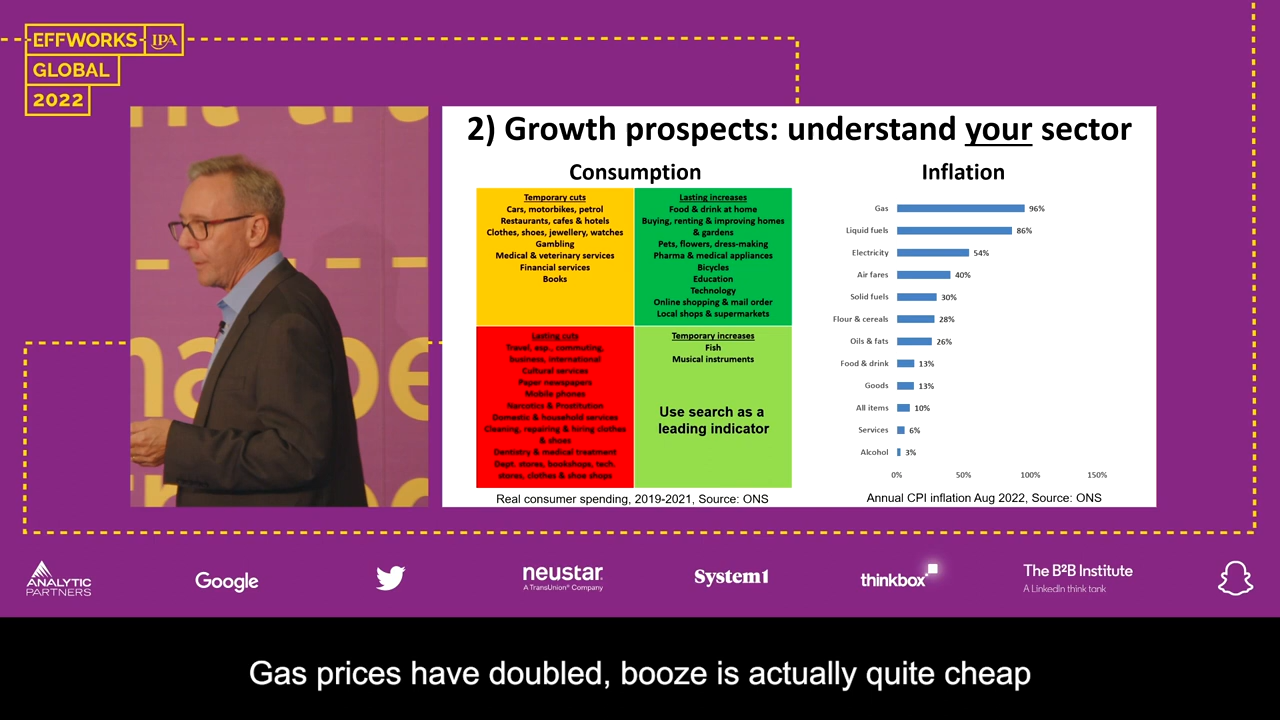 EFFWORKS IPA
GLOBAL
2022
2) Growth prospects: understand your sector
Consumption
Temporary cuts
Cars, motorbikes, petrol
Restaurants, cafes & hotels
Clothes, shoes, jewellery, watches
Gambling
Medical & veterinary services
Financial services
Books
Lasting increases
Food & drink at home
Buying, renting & improving homes
& gardens
Pets, flowers, dress-making
Pharma & medical appliances
Bicycles
Education
Technology
Online shopping & mail order
Local shops & supermarkets
Lasting cuts
Travel, esp., commuting,
business, international
Cultural services
Paper newspapers
Mobile phones
Narcotics & Prostitution
Domestic & household services
Cleaning, repairing & hiring clothes
& shoes
Dentistry & medical treatment
Dept. stores, bookshops, tech.
stores, clothes & shoe shops
Temporary increases
Fish
Musical instruments
Use search as a
leading indicator
Real consumer spending, 2019-2021, Source: ONS
Inflation
Gas 96%
Liquid fuels 86%
Electricity 54%
Air fares 40%
Solid fuels 30%
Flour & cereals 28%
Oils & fats 26%
Food & drink 13%
Goods 13%
All items 10%
Services 6%
Alcohol 3%
0% 50% 100% 150%
Annual CPI inflation Aug 2022, Source: ONS
ANALYTIC
PARTNERS
Google
neustar
A TransUnion® Company
System1
thinkbox
The B2B Institute
A LinkedIn think tank
Gas prices have doubled, booze is actually quite cheap